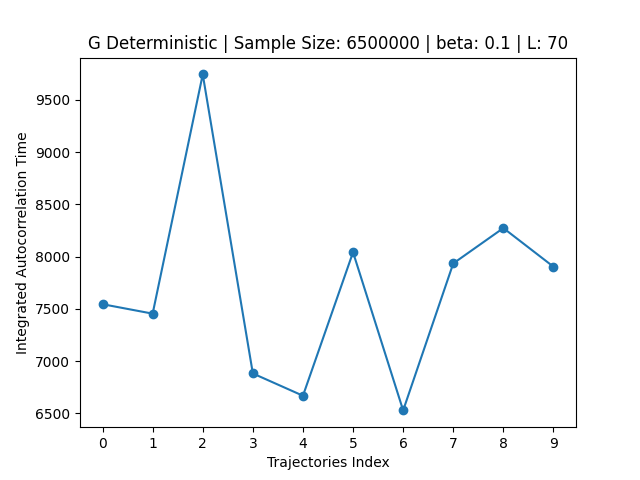 G Deterministic | Sample Size: 6500000 | beta: 0.1 | L: 70
Integrated Autocorrelation Time
9500
9000
8500
8000
7500
7000
6500
0 1 2 3 4 5 6 7 8 9
Trajectories Index